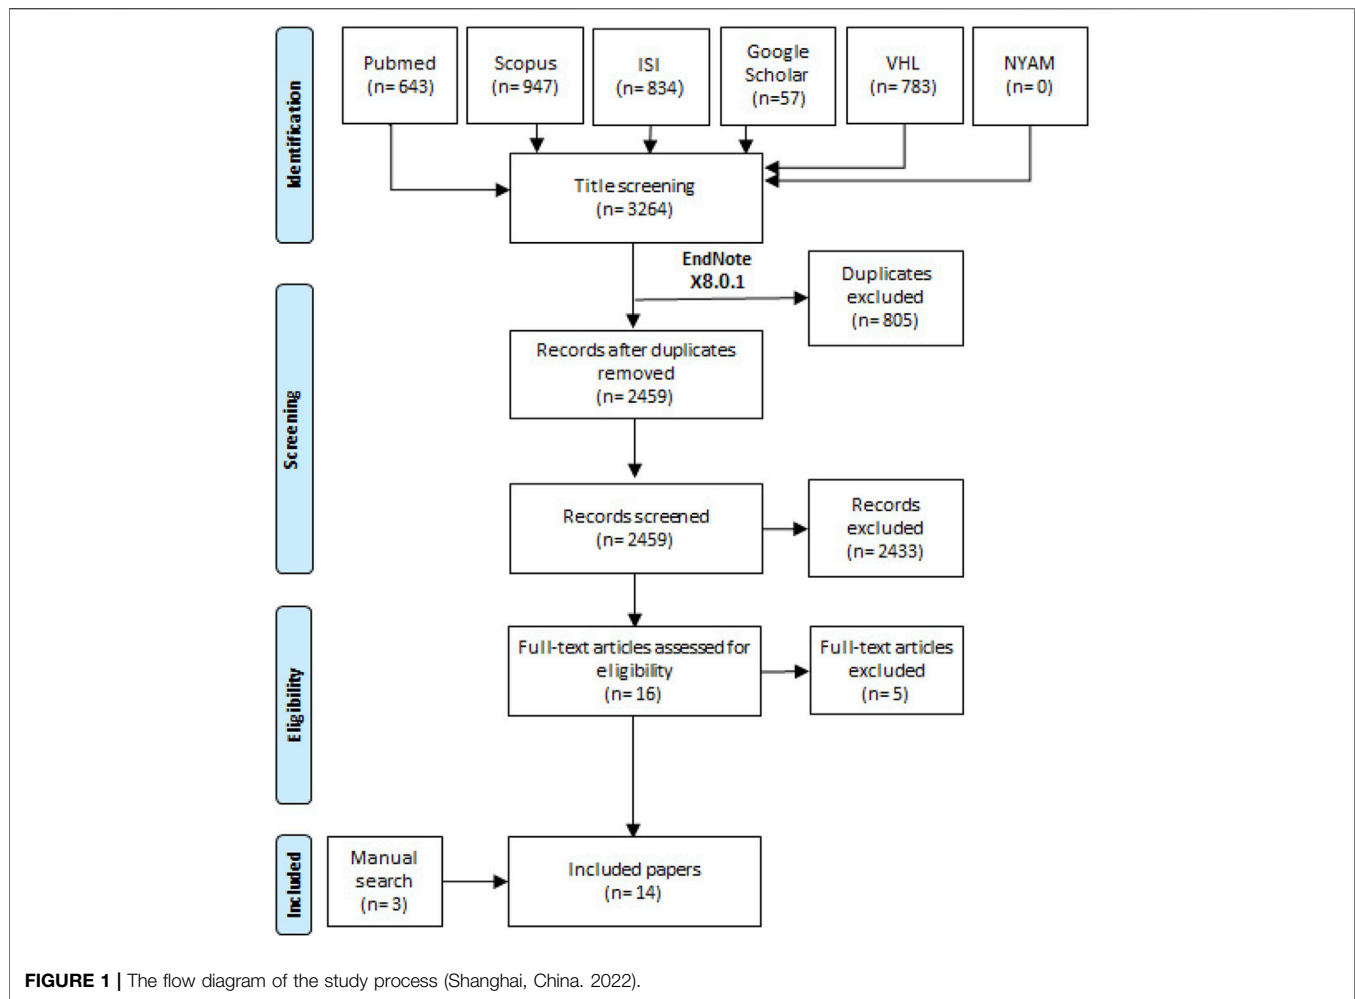 Identification
Pubmed
(n= 643)
Scopus
(n= 947)
ISI
(n= 834)
Google
Scholar
(n=57)
VHL
(n= 783)
NYAM
(n= 0)
Title screening
(n= 3264)
EndNote
X8.0.1
Duplicates
excluded
(n= 805)
Screening
Records after duplicates
removed
(n= 2459)
Records screened
(n= 2459)
Records
excluded
(n= 2433)
Eligibility
Full-text articles assessed for
eligibility
(n= 16)
Full-text articles
excluded
(n= 5)
Included
Manual
search
(n= 3)
Included papers
(n= 14)
FIGURE 1 | The flow diagram of the study process (Shanghai, China. 2022).